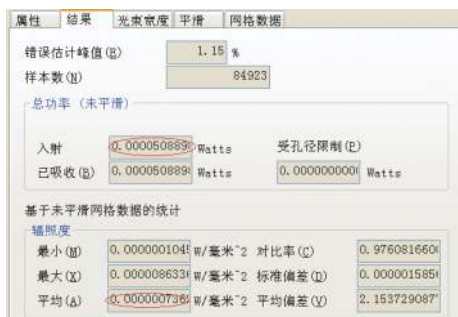 属性 结果 光束宽度 平滑 网格数据
错误估计峰值(E) 1.15 %
样本数(N) 84923
总功率 (未平滑)
入射 0.000050889 Watts 受孔径限制(P)
已吸收(B) 0.000050889 Watts 0.000000000 Watts
基于未平滑网格数据的统计
辐照度
最小(M) 0.000000104 W/毫米^2 对比率(C) 0.976081660
最大(X) 0.000008633 W/毫米^2 标准偏差(D) 0.000001585
平均(A) 0.000000736 W/毫米^2 平均偏差(V) 2.153729087